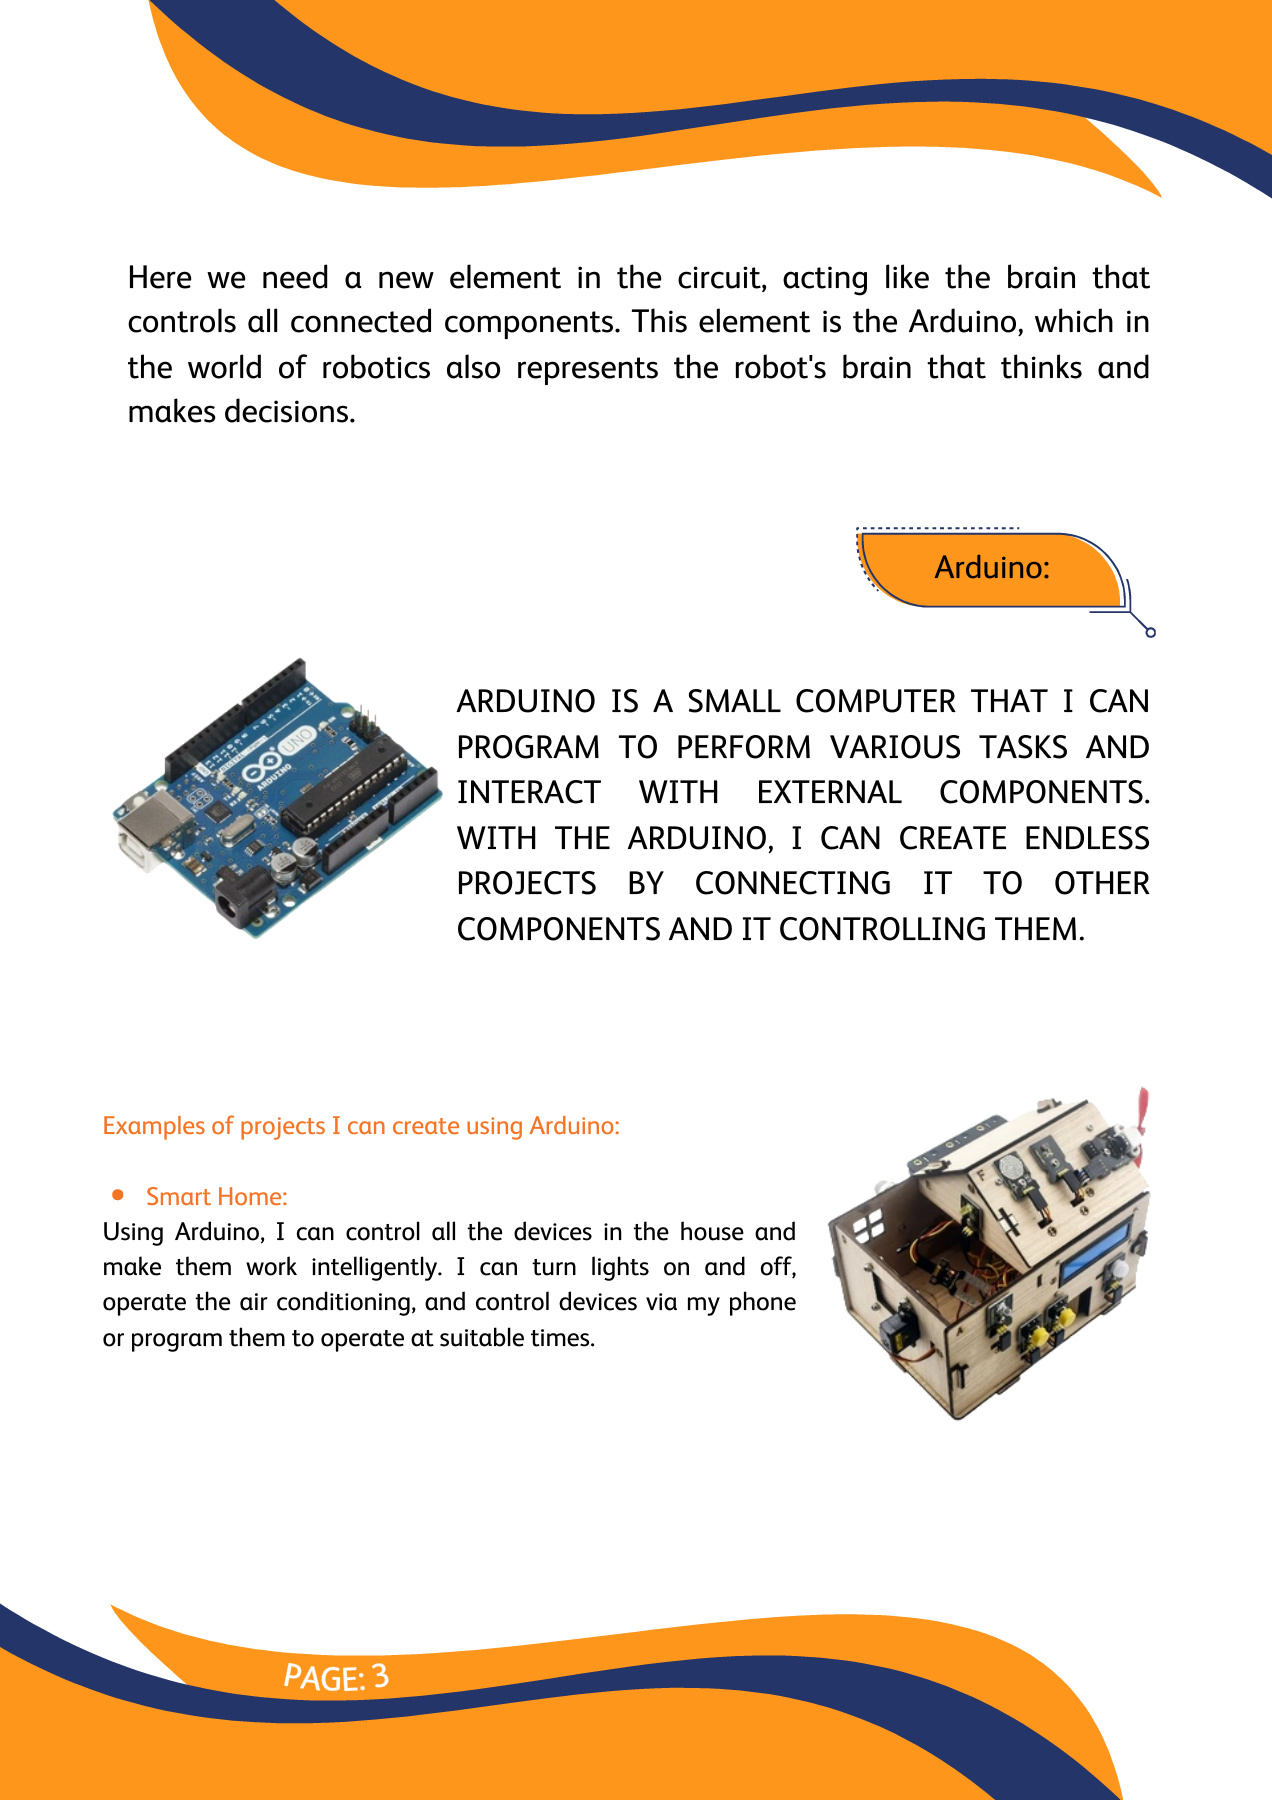 Here we need a new element in the circuit, acting like the brain that
controls all connected components. This element is the Arduino, which in
the world of robotics also represents the robot's brain that thinks and
makes decisions.
Arduino:
UNO
ARDUINO
ARDUINO IS A SMALL COMPUTER THAT I CAN
PROGRAM TO PERFORM VARIOUS TASKS AND
INTERACT WITH EXTERNAL COMPONENTS.
WITH THE ARDUINO, I CAN CREATE ENDLESS
PROJECTS BY CONNECTING IT TO OTHER
COMPONENTS AND IT CONTROLLING THEM.
Examples of projects I can create using Arduino:
• Smart Home:
Using Arduino, I can control all the devices in the house and
make them work intelligently. I can turn lights on and off,
operate the air conditioning, and control devices via my phone
or program them to operate at suitable times.
F
A
PAGE: 3